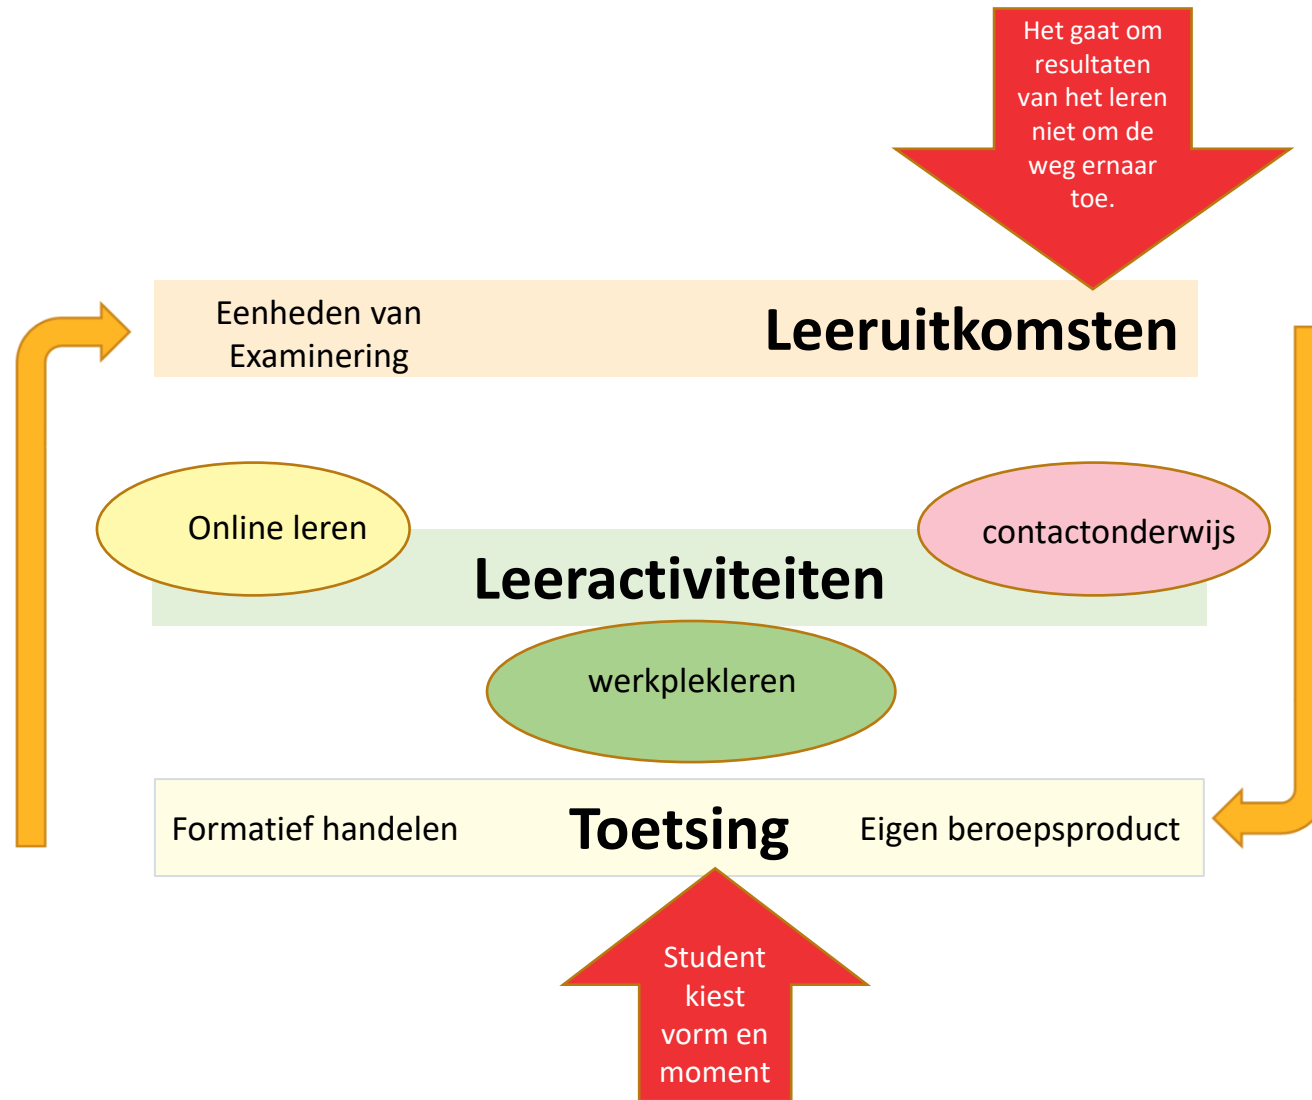 Het gaat om
resultaten
van het leren
niet om de
weg ernaar
toe.
Eenheden van
Examinering
Leeruitkomsten
Online leren
contactonderwijs
Leeractiviteiten
werkplekleren
Formatief handelen
Toetsing
Eigen beroepsproduct
Student
kiest
vorm en
moment